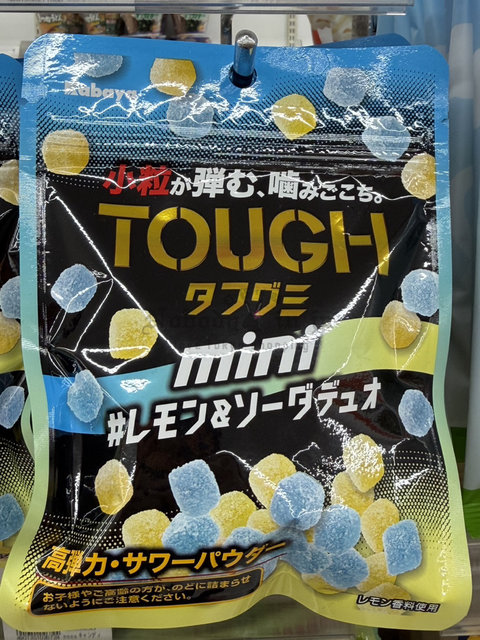 Kabaya
小粒が弾む、噛みごこち。
TOUGH
タフグミ
mini
#レモン&ソーダデュオ
高弾力・サワーパウダー
お子様やご高齢の方が、のどに詰まらせ
ないようにご注意ください。
レモン香料使用